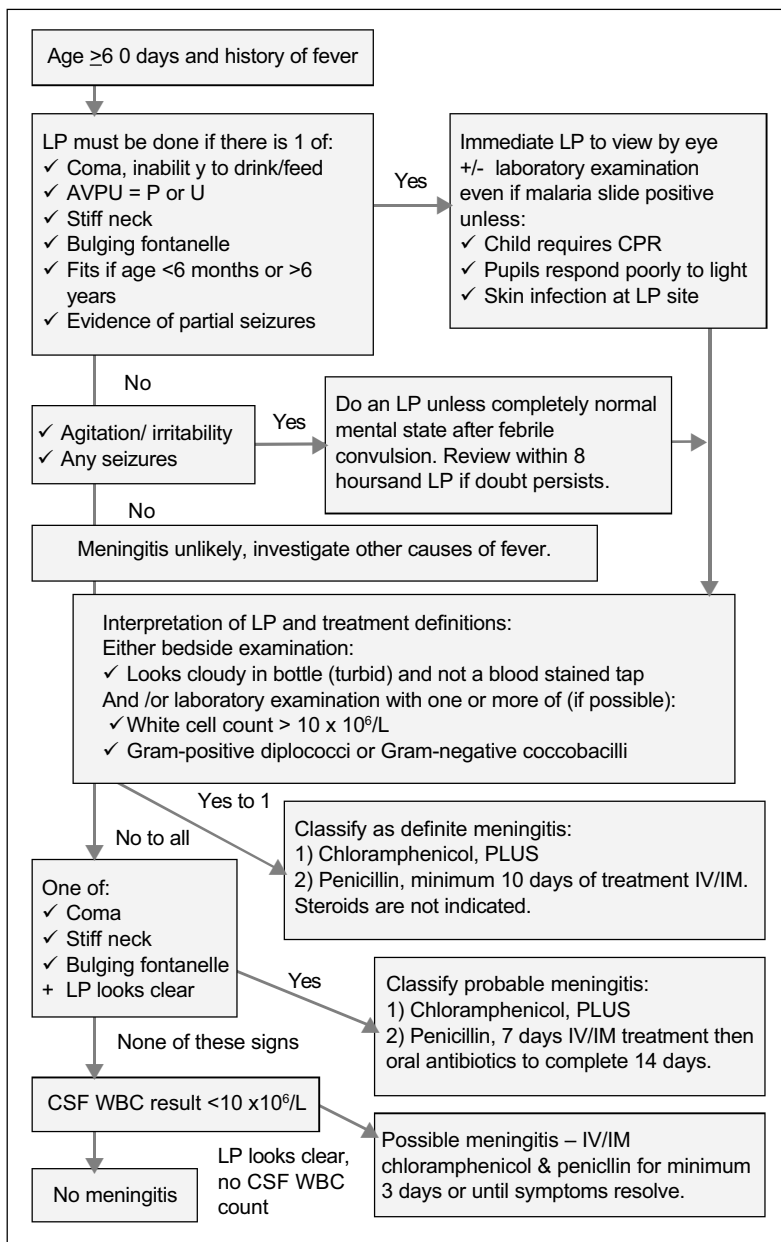 Age ≥6 0 days and history of fever
LP must be done if there is 1 of:
✓ Coma, inabilit y to drink/feed
✓ AVPU = P or U
✓ Stiff neck
✓ Bulging fontanelle
✓ Fits if age <6 months or >6
years
✓ Evidence of partial seizures
Yes
Immediate LP to view by eye
+/- laboratory examination
even if malaria slide positive
unless:
✓ Child requires CPR
✓ Pupils respond poorly to light
✓ Skin infection at LP site
No
✓ Agitation/ irritability
✓ Any seizures
Yes
Do an LP unless completely normal
mental state after febrile
convulsion. Review within 8
hoursand LP if doubt persists.
No
Meningitis unlikely, investigate other causes of fever.
Interpretation of LP and treatment definitions:
Either bedside examination:
✓ Looks cloudy in bottle (turbid) and not a blood stained tap
And /or laboratory examination with one or more of (if possible):
✓White cell count > 10 x 10⁶/L
✓ Gram-positive diplococci or Gram-negative coccobacilli
Yes to 1
No to all
Classify as definite meningitis:
1) Chloramphenicol, PLUS
2) Penicillin, minimum 10 days of treatment IV/IM.
Steroids are not indicated.
One of:
✓ Coma
✓ Stiff neck
✓ Bulging fontanelle
+ LP looks clear
Yes
Classify probable meningitis:
1) Chloramphenicol, PLUS
2) Penicillin, 7 days IV/IM treatment then
oral antibiotics to complete 14 days.
None of these signs
CSF WBC result <10 x10⁶/L
LP looks clear,
no CSF WBC
count
Possible meningitis – IV/IM
chloramphenicol & penicllin for minimum
3 days or until symptoms resolve.
No meningitis